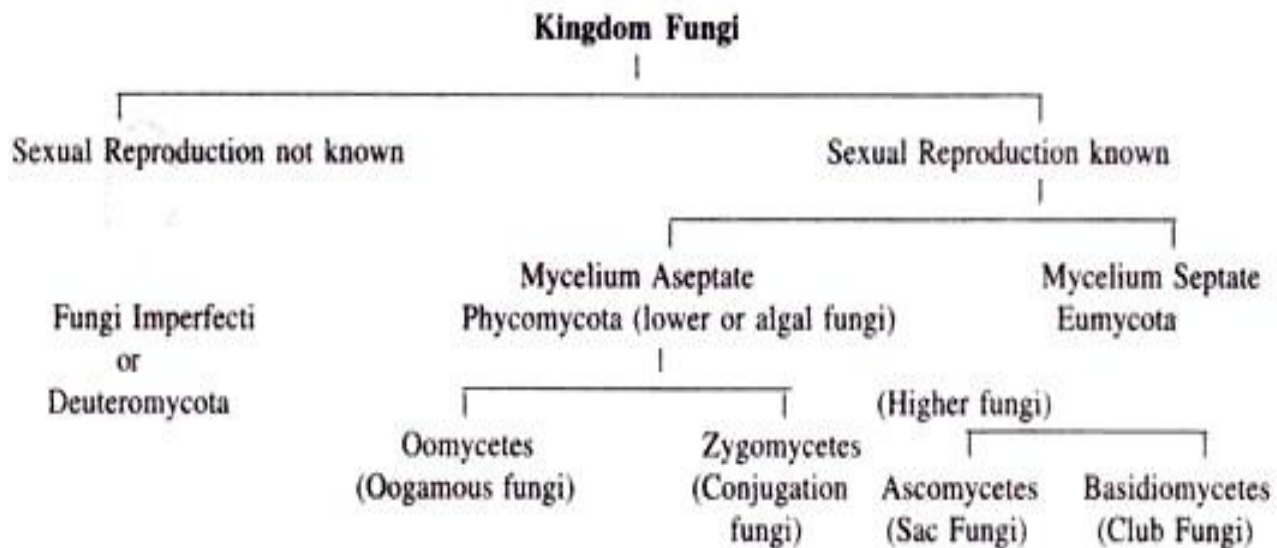 Kingdom Fungi
Sexual Reproduction not known
Sexual Reproduction known
Mycelium Aseptate
Phycomycota (lower or algal fungi)
Mycelium Septate
Eumycota
Fungi Imperfecti
or
Deuteromycota
(Higher fungi)
Oomycetes
(Oogamous fungi)
Zygomycetes
(Conjugation
fungi)
Ascomycetes
(Sac Fungi)
Basidiomycetes
(Club Fungi)